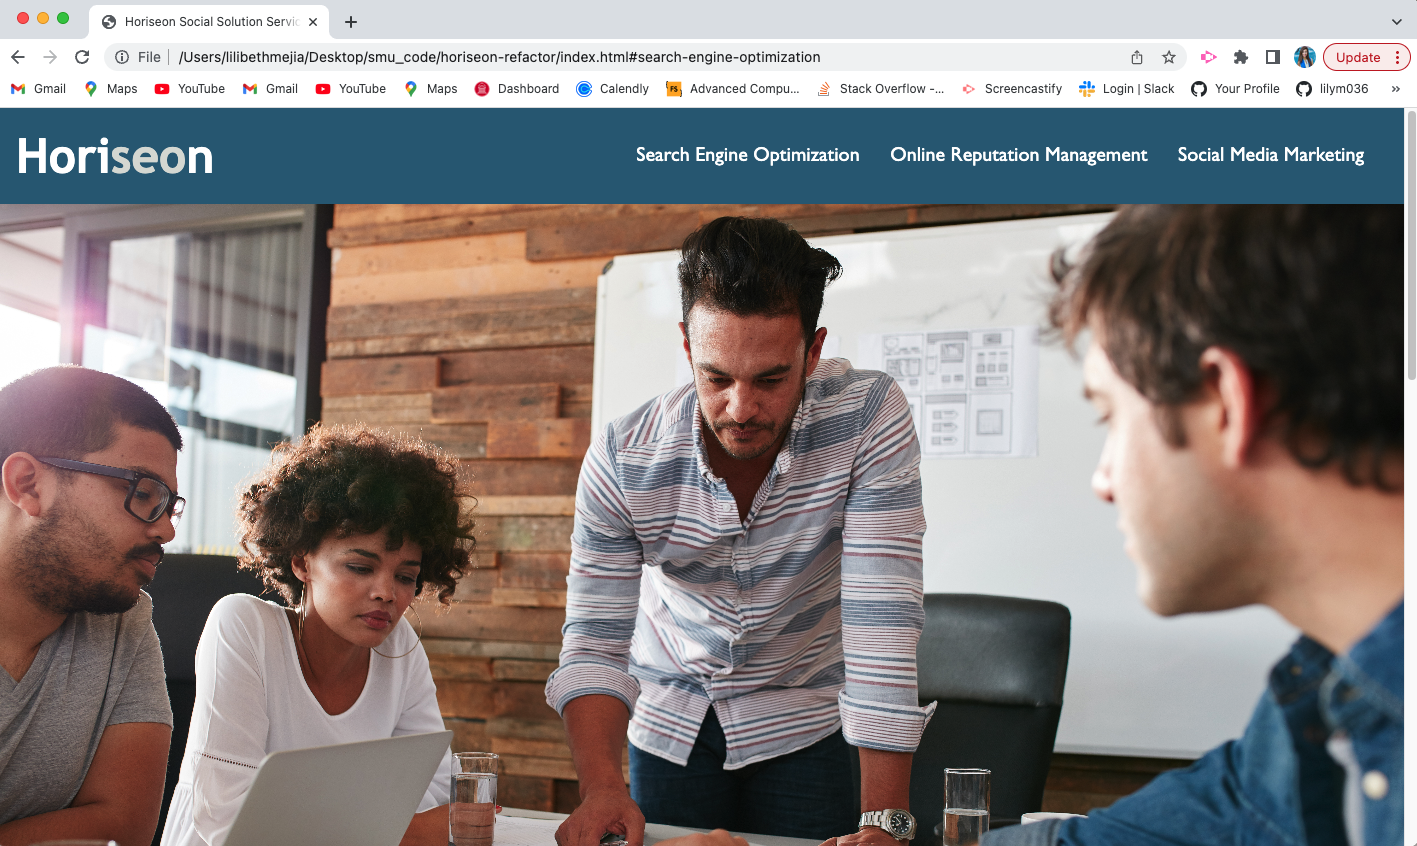 Horiseon Social Solution Servic
File /Users/lilibethmejia/Desktop/smu_code/horiseon-refactor/index.html#search-engine-optimization Update
Gmail Maps YouTube Gmail YouTube Maps Dashboard Calendly FS Advanced Compu... Stack Overflow -... Screencastify Login | Slack Your Profile lilym036 »
Horiseon Search Engine Optimization Online Reputation Management Social Media Marketing